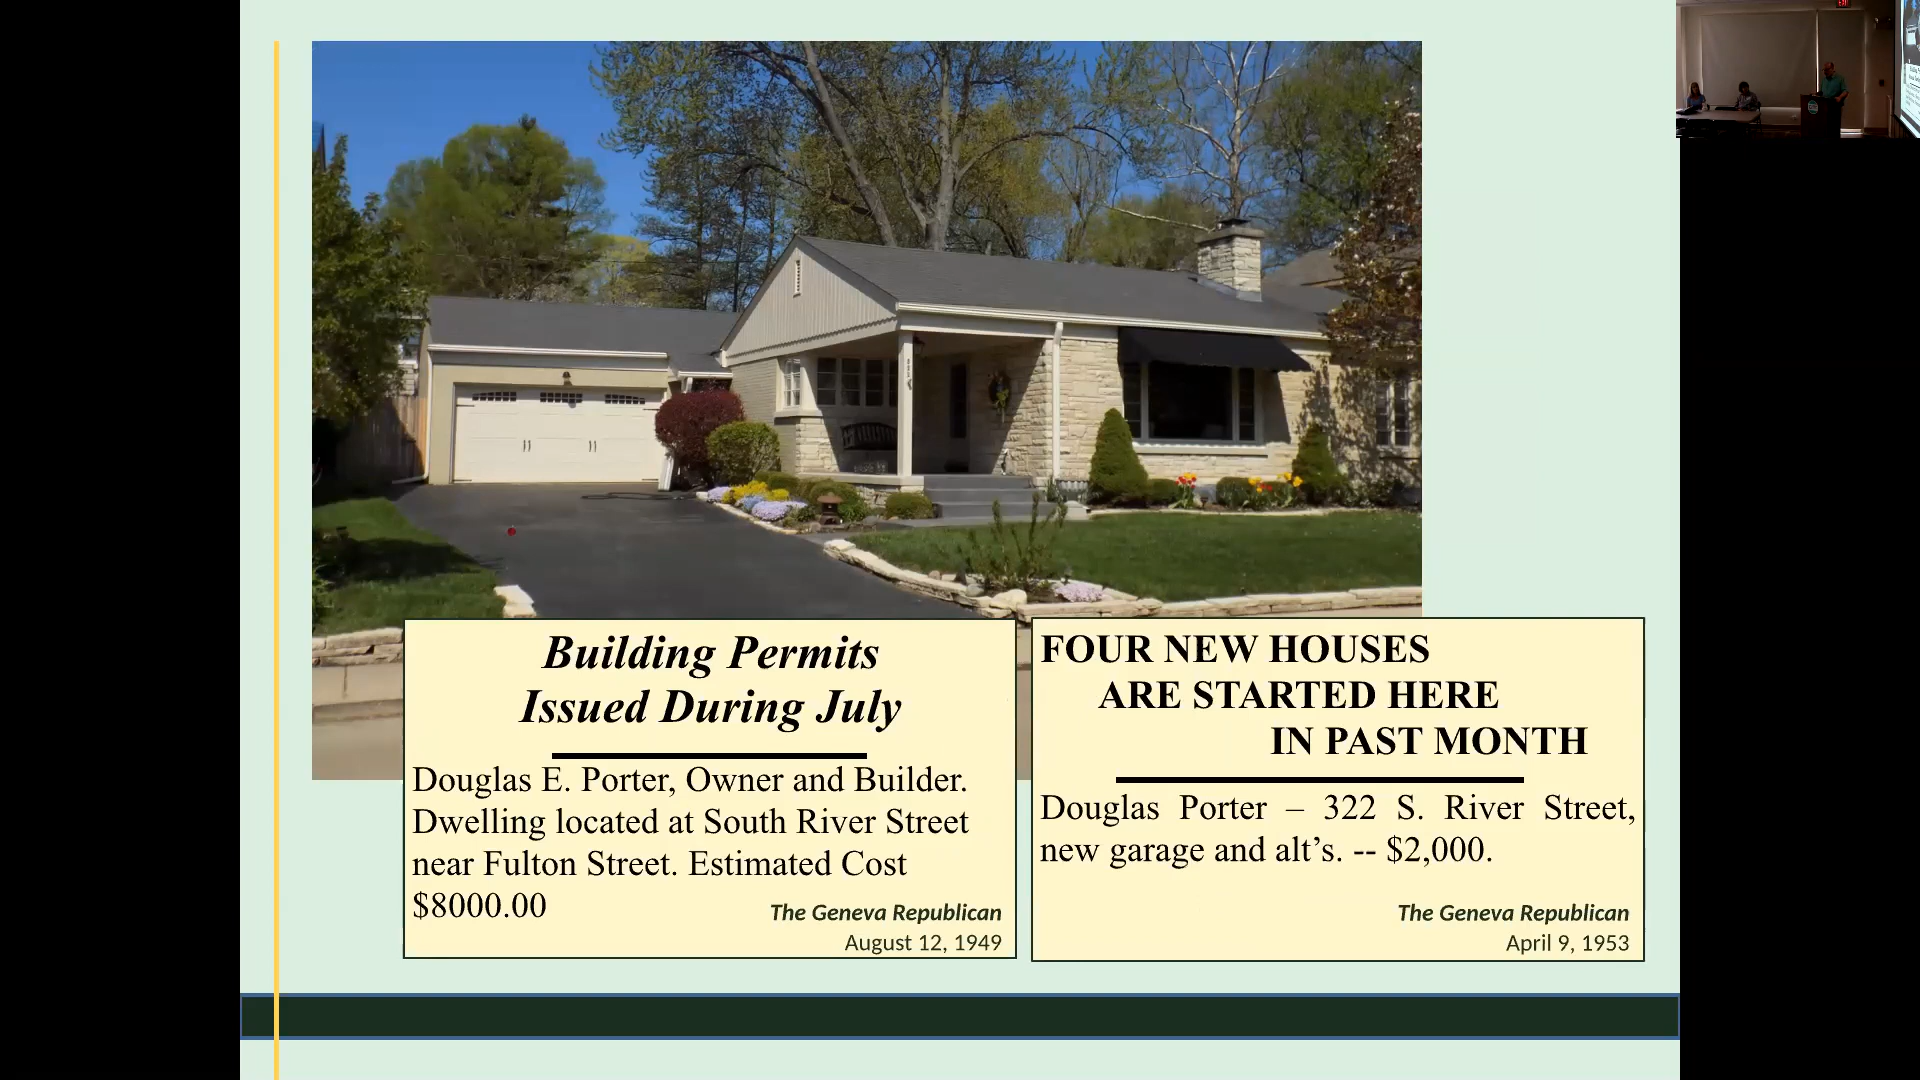 Building Permits
Issued During July
Douglas E. Porter, Owner and Builder.
Dwelling located at South River Street
near Fulton Street. Estimated Cost
$8000.00
The Geneva Republican
August 12, 1949
FOUR NEW HOUSES
ARE STARTED HERE
IN PAST MONTH
Douglas Porter – 322 S. River Street,
new garage and alt’s. -- $2,000.
The Geneva Republican
April 9, 1953